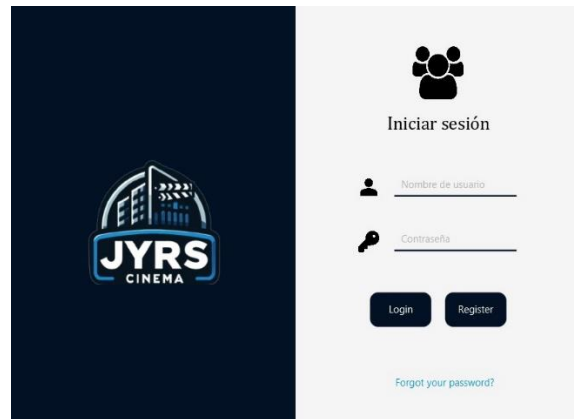 JYRS
CINEMA
Iniciar sesión
Nombre de usuario
Contraseña
Login
Register
Forgot your password?